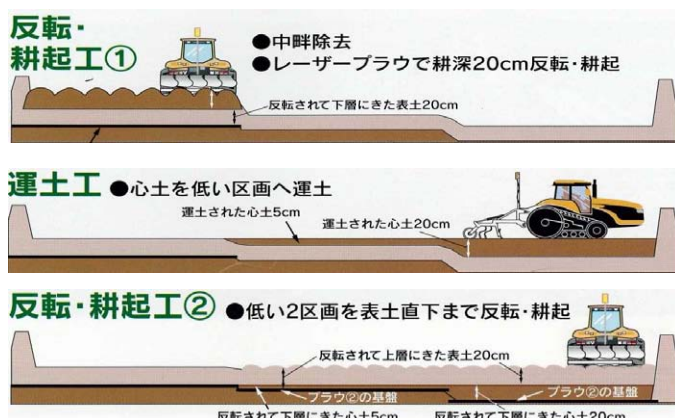 反転・
耕起工①
●中畔除去
●レーザープラウで耕深20cm反転・耕起
反転されて下層にきた表土20cm
運土工 ●心土を低い区画へ運土
運土された心土5cm
運土された心土20cm
反転・耕起工② ●低い2区画を表土直下まで反転・耕起
反転されて上層にきた表土20cm
プラウ②の基盤
プラウ②の基盤
反転されて下層にきた心土5cm
反転されて下層にきた心土20cm